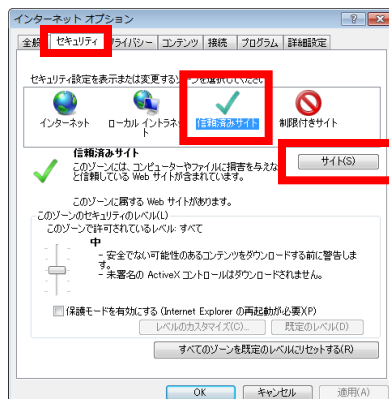 インターネット オプション
全般
セキュリティ
プライバシー
コンテンツ
接続
プログラム
詳細設定
セキュリティ設定を表示または変更するゾーンを選択してください
インターネット
ローカル イントラネット
信頼済みサイト
制限付きサイト
信頼済みサイト
このゾーンには、コンピューターやファイルに損害を与えな
と信頼している Web サイトが含まれています。
サイト(S)
このゾーンに属する Web サイトがあります。
このゾーンのセキュリティのレベル(L)
このゾーンで許可されているレベル: すべて
中
- 安全でない可能性のあるコンテンツをダウンロードする前に警告しま
す。
- 未署名の ActiveX コントロールはダウンロードされません。
保護モードを有効にする (Internet Explorer の再起動が必要)(P)
レベルのカスタマイズ(C)...
既定のレベル(D)
すべてのゾーンを既定のレベルにリセットする(R)
OK
キャンセル
適用(A)